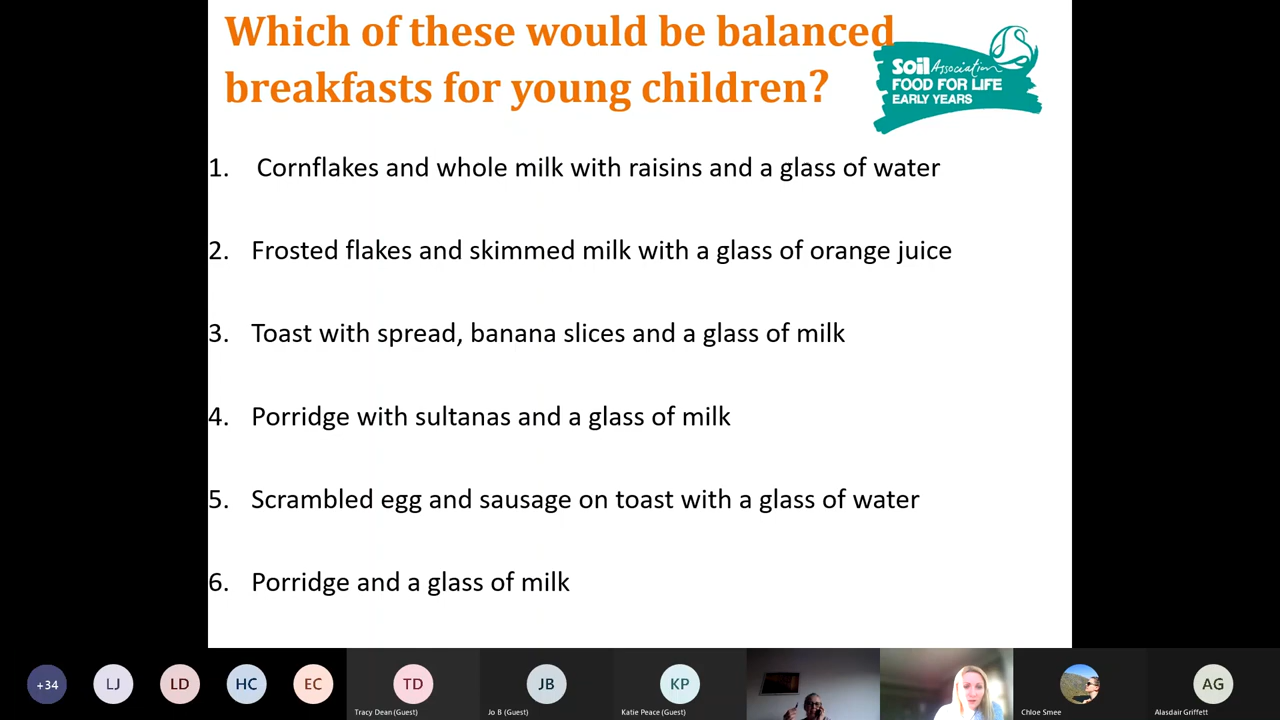 Which of these would be balanced
breakfasts for young children?
Soil Association
FOOD FOR LIFE
EARLY YEARS
1. Cornflakes and whole milk with raisins and a glass of water
2. Frosted flakes and skimmed milk with a glass of orange juice
3. Toast with spread, banana slices and a glass of milk
4. Porridge with sultanas and a glass of milk
5. Scrambled egg and sausage on toast with a glass of water
6. Porridge and a glass of milk
+34 LJ LD HC EC TD JB KP AG
Tracy Dean (Guest) Jo B (Guest) Katie Peace (Guest) Chloe Smee Alasdair Griffett